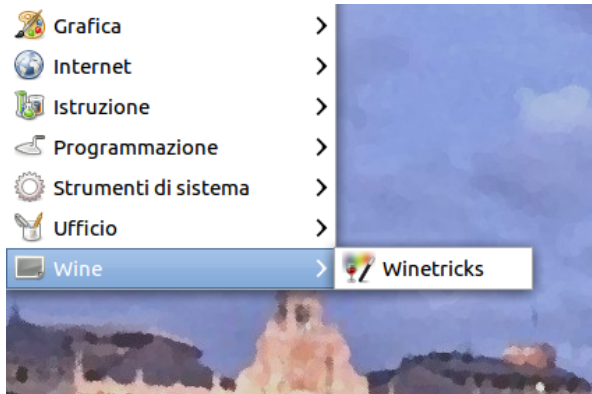 Grafica
Internet
Istruzione
Programmazione
Strumenti di sistema
Ufficio
Wine
Winetricks